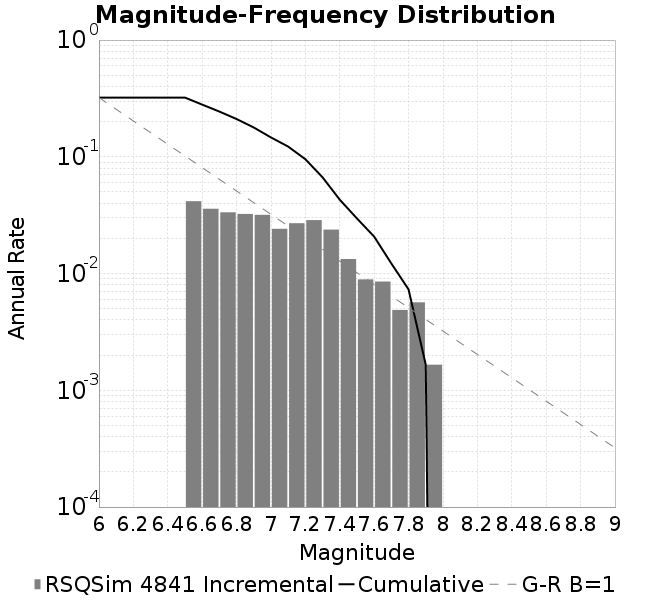 Magnitude-Frequency Distribution
10^0
10^-1
10^-2
10^-3
10^-4
Annual Rate
6 6.2 6.4 6.6 6.8 7 7.2 7.4 7.6 7.8 8 8.2 8.4 8.6 8.8 9
Magnitude
RSQSim 4841 Incremental Cumulative G-R B=1